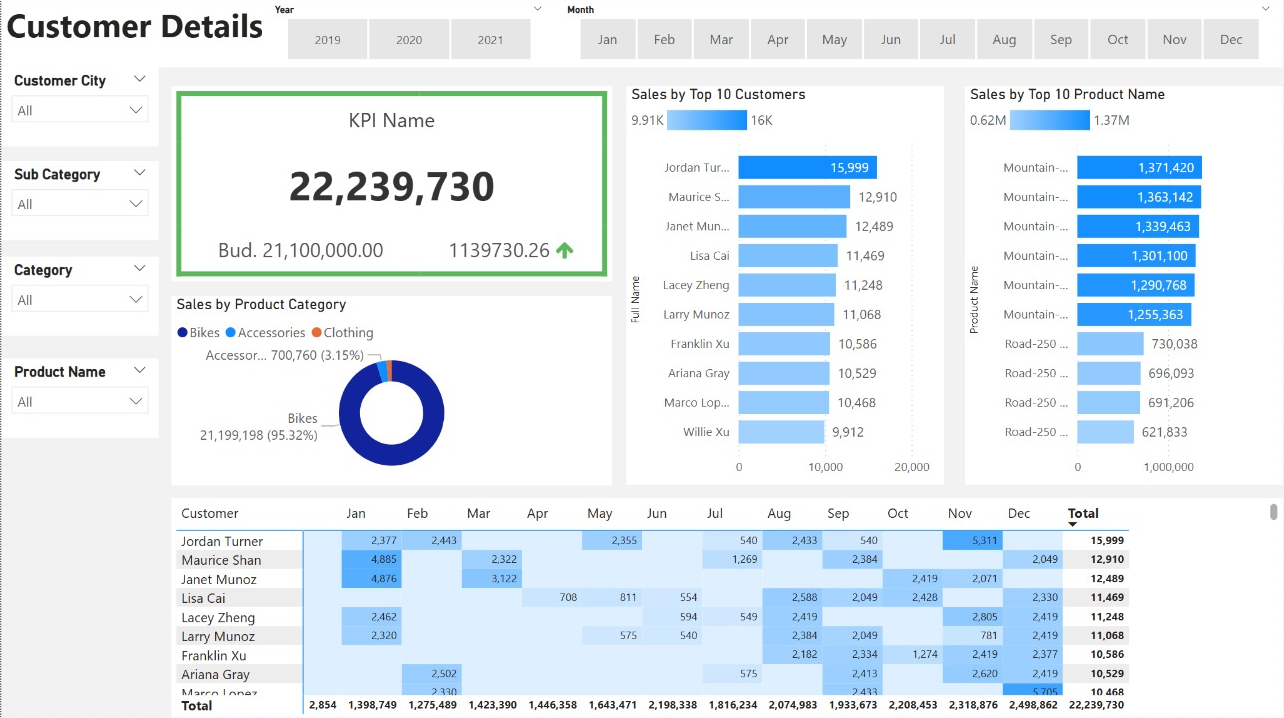 Customer Details
Year
2019 2020 2021
Month
Jan Feb Mar Apr May Jun Jul Aug Sep Oct Nov Dec
Customer City
All
Sub Category
All
Category
All
Product Name
All
KPI Name
22,239,730
Bud. 21,100,000.00 1139730.26
Sales by Product Category
Bikes Accessories Clothing
Accessor... 700,760 (3.15%)
Bikes
21,199,198 (95.32%)
Sales by Top 10 Customers
9.91K 16K
Full Name
Jordan Tur... 15,999
Maurice S... 12,910
Janet Mun... 12,489
Lisa Cai 11,469
Lacey Zheng 11,248
Larry Munoz 11,068
Franklin Xu 10,586
Ariana Gray 10,529
Marco Lop... 10,468
Willie Xu 9,912
0 10,000 20,000
Sales by Top 10 Product Name
0.62M 1.37M
Product Name
Mountain-... 1,371,420
Mountain-... 1,363,142
Mountain-... 1,339,463
Mountain-... 1,301,100
Mountain-... 1,290,768
Mountain-... 1,255,363
Road-250 ... 730,038
Road-250 ... 696,093
Road-250 ... 691,206
Road-250 ... 621,833
0 1,000,000
Customer Jan Feb Mar Apr May Jun Jul Aug Sep Oct Nov Dec Total
Jordan Turner 2,377 2,443 2,355 540 2,433 540 5,311 15,999
Maurice Shan 4,885 2,322 1,269 2,384 2,049 12,910
Janet Munoz 4,876 3,122 2,419 2,071 12,489
Lisa Cai 708 811 554 2,588 2,049 2,428 2,330 11,469
Lacey Zheng 2,462 594 549 2,419 2,805 2,419 11,248
Larry Munoz 2,320 575 540 2,384 2,049 781 2,419 11,068
Franklin Xu 2,182 2,334 1,274 2,419 2,377 10,586
Ariana Gray 2,502 575 2,413 2,620 2,419 10,529
Marco Lopez 2,330 2,433 5,705 10,468
Total 2,854 1,398,749 1,275,489 1,423,390 1,446,358 1,643,471 2,198,338 1,816,234 2,074,983 1,933,673 2,208,453 2,318,876 2,498,862 22,239,730